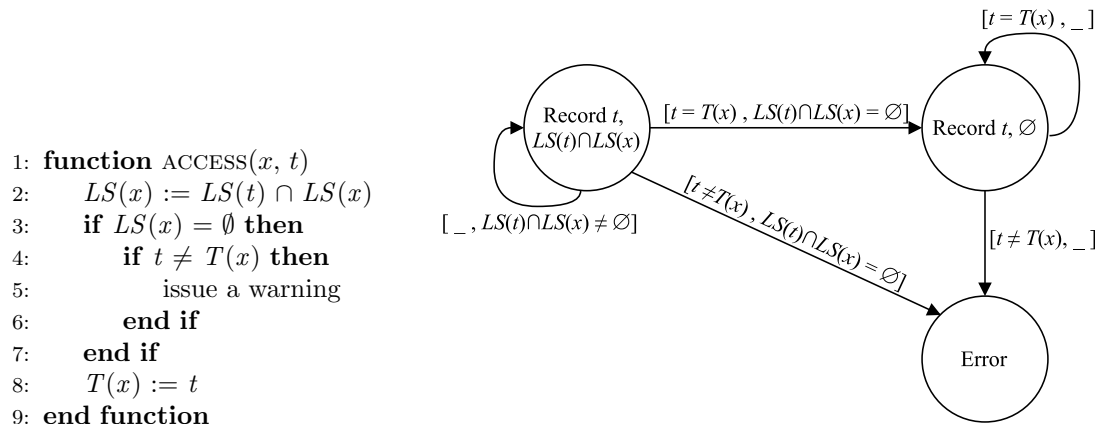 1: function ACCESS(x, t)
2: LS(x) := LS(t) ∩ LS(x)
3: if LS(x) = ∅ then
4: if t ≠ T(x) then
5: issue a warning
6: end if
7: end if
8: T(x) := t
9: end function
[t = T(x) , _ ]
Record t,
LS(t)∩LS(x)
[t = T(x) , LS(t)∩LS(x) = ∅]
Record t, ∅
[ _ , LS(t)∩LS(x) ≠ ∅]
[t ≠T(x) , LS(t)∩LS(x) = ∅]
[t ≠ T(x), _ ]
Error